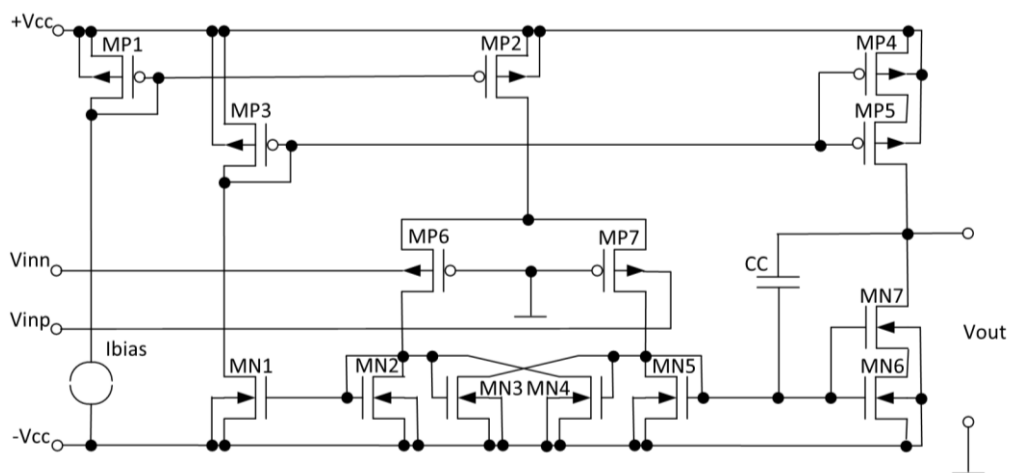 +Vcc
MP1
MP2
MP4
MP3
MP5
MP6
MP7
Vinn
CC
Vinp
MN7
Vout
Ibias
MN1
MN2
MN3
MN4
MN5
MN6
-Vcc